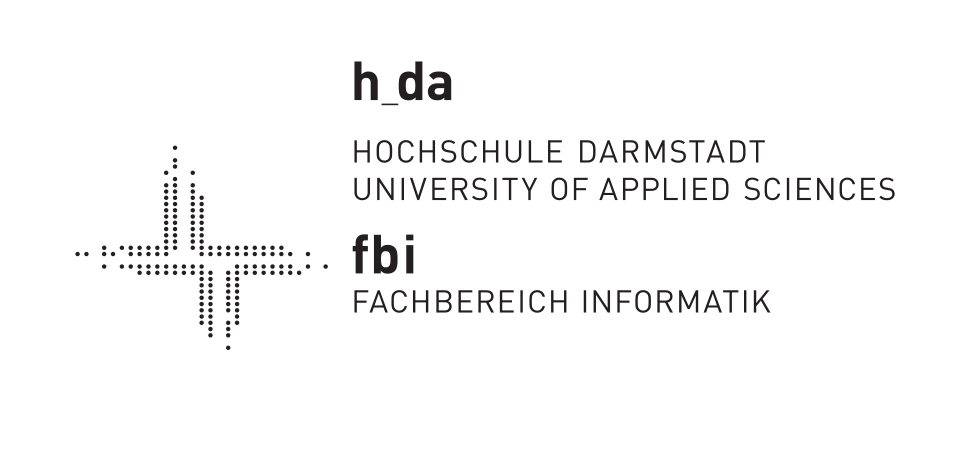 h_da
HOCHSCHULE DARMSTADT
UNIVERSITY OF APPLIED SCIENCES
fbi
FACHBEREICH INFORMATIK